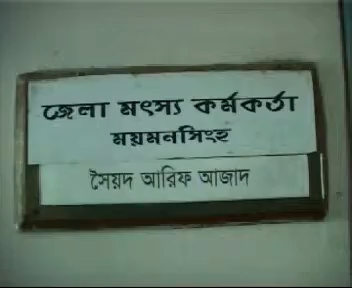 জেলা মৎস্য কর্মকর্তা
ময়মনসিংহ
সৈয়দ আরিফ আজাদ